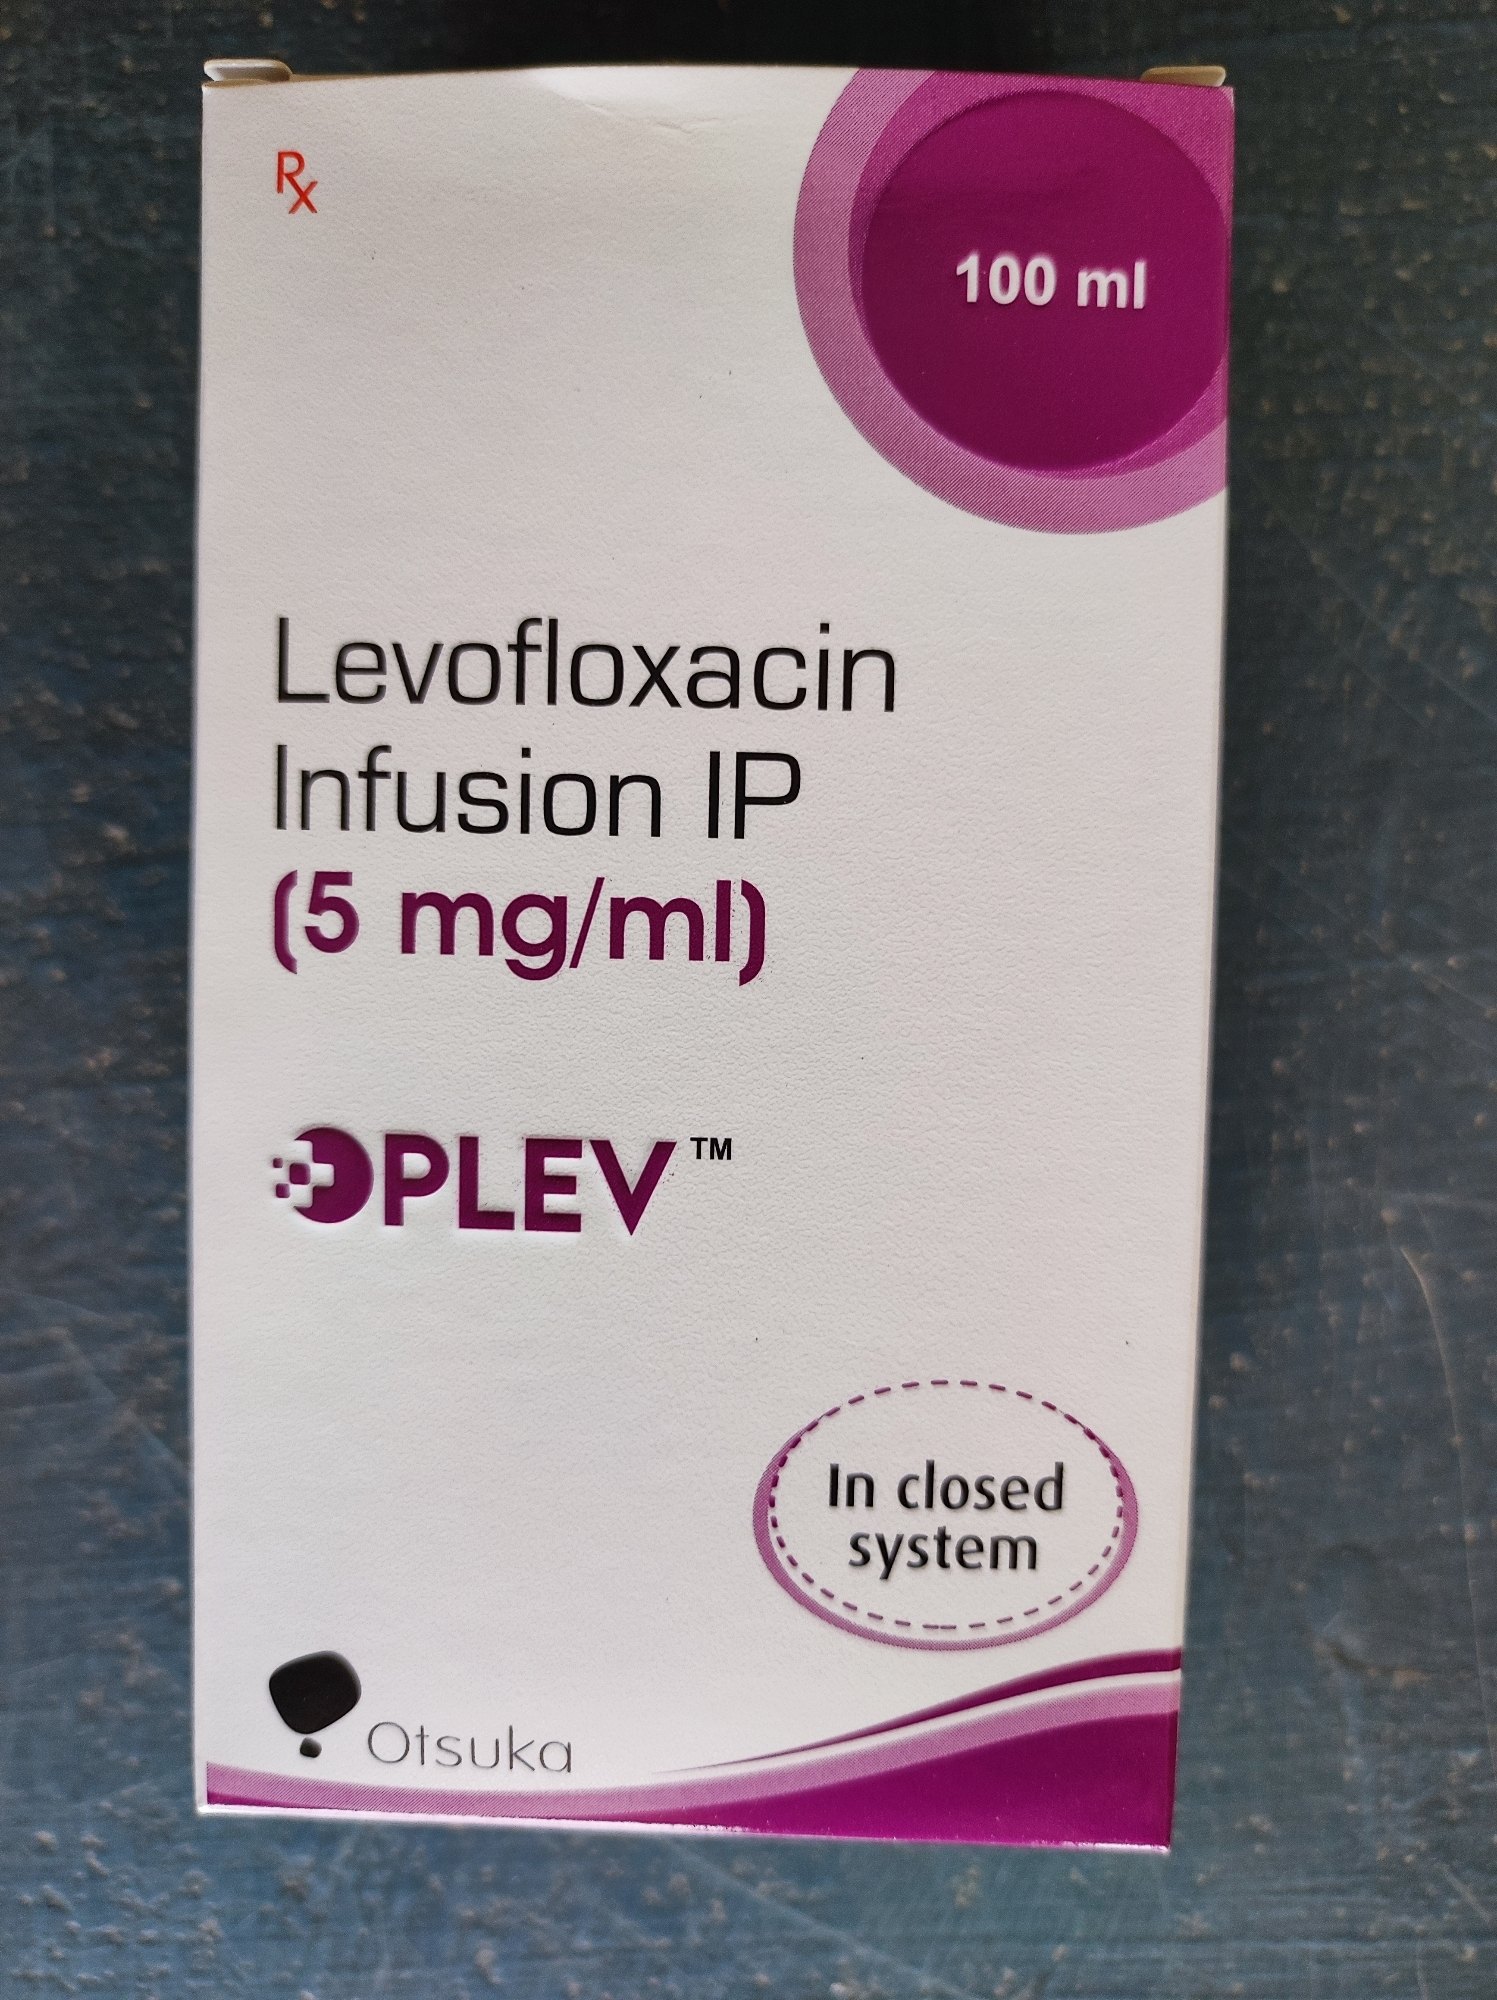 Rx
100 ml
Levofloxacin
Infusion IP
(5 mg/ml)
OPLEV™
In closed
system
Otsuka